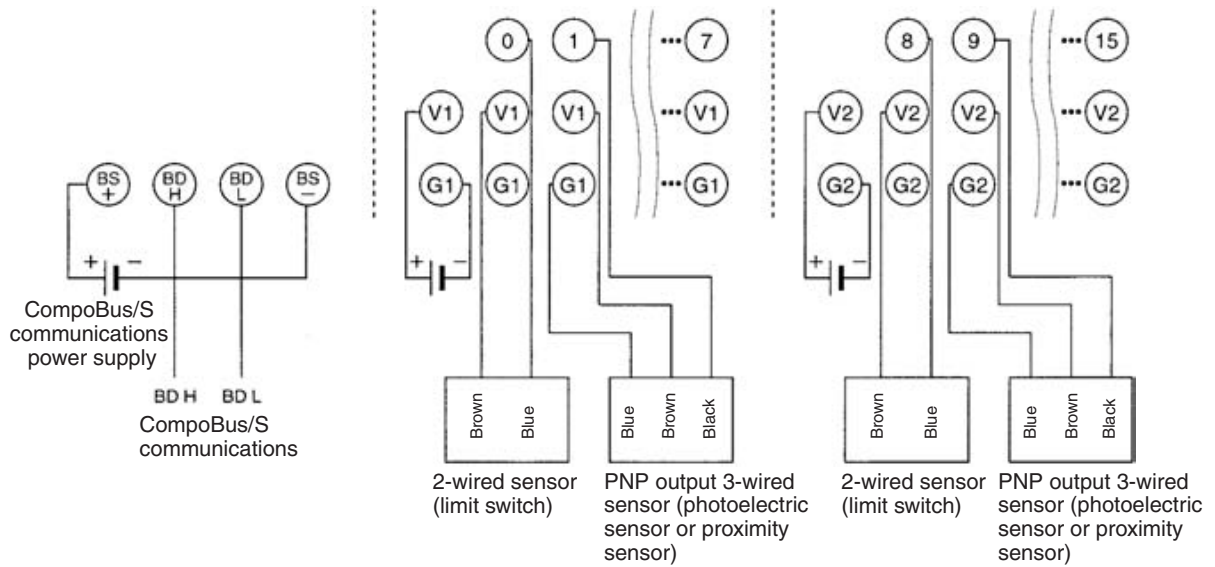 0 1 ••• 7
8 9 ••• 15
V1 V1 V1 ••• V1
V2 V2 V2 ••• V2
BS + BD H BD L BS −
G1 G1 G1 ••• G1
G2 G2 G2 ••• G2
+ −
CompoBus/S
communications
power supply
BD H BD L
CompoBus/S
communications
+ −
Brown Blue
2-wired sensor
(limit switch)
Blue Brown Black
PNP output 3-wired
sensor (photoelectric
sensor or proximity
sensor)
+ −
Brown Blue
2-wired sensor
(limit switch)
Blue Brown Black
PNP output 3-wired
sensor (photoelectric
sensor or proximity
sensor)